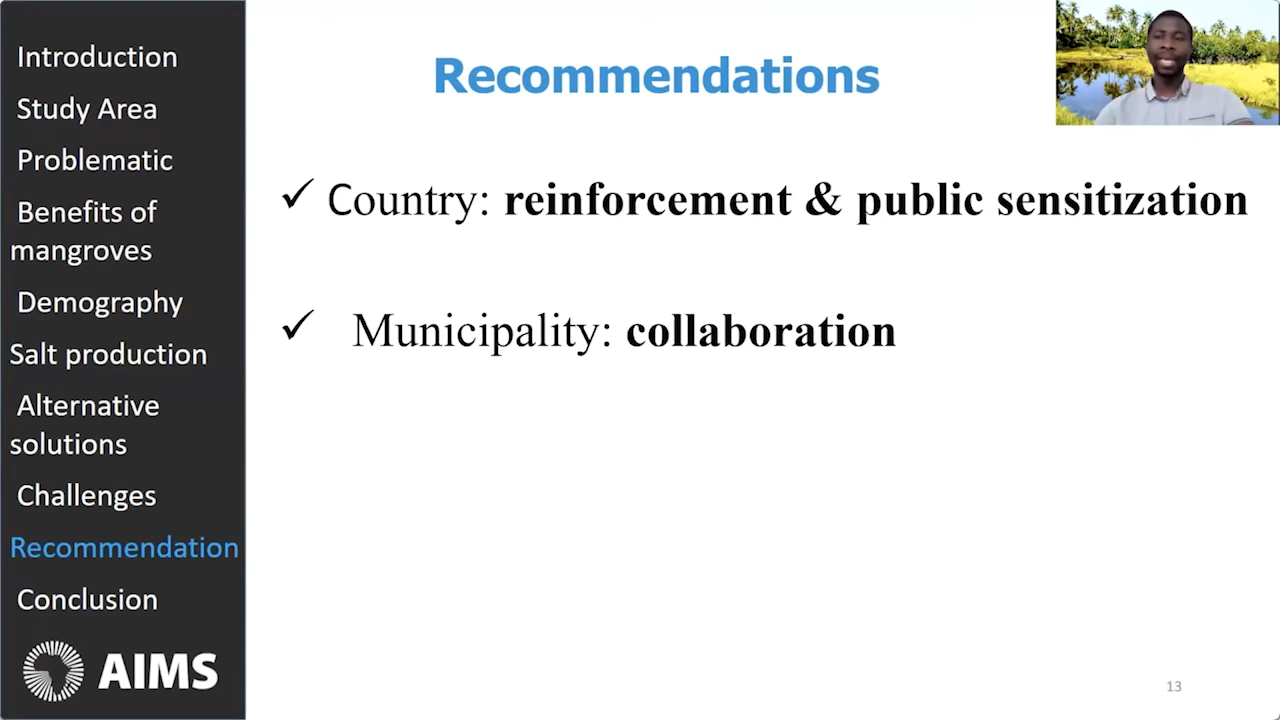 Introduction
Study Area
Problematic
Benefits of
mangroves
Demography
Salt production
Alternative
solutions
Challenges
Recommendation
Conclusion
AIMS
Recommendations
✓ Country: reinforcement & public sensitization
✓ Municipality: collaboration
13